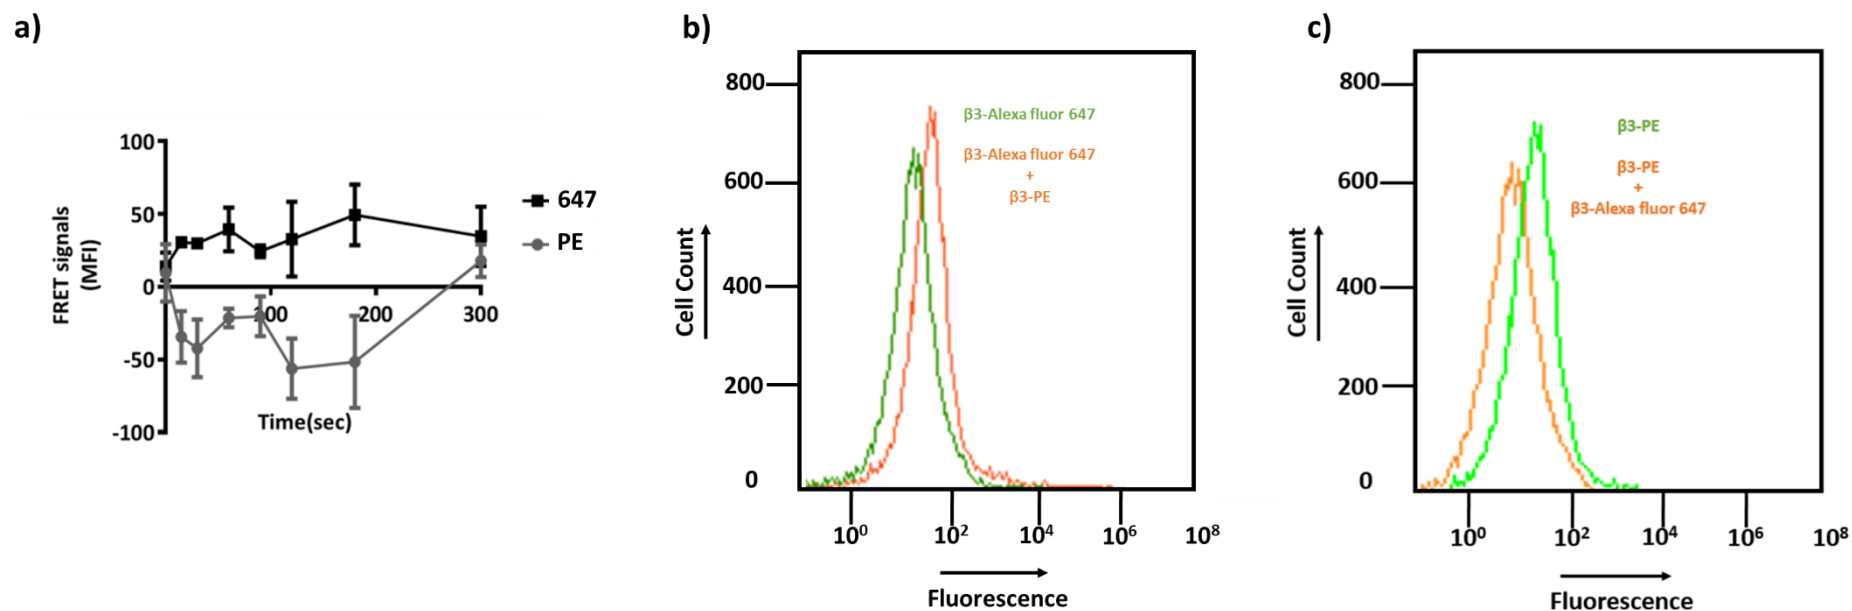 a)
100
50
0
-50
-100
FRET signals
(MFI)
100
200
300
Time(sec)
647
PE
b)
800
600
400
200
0
Cell Count
β3-Alexa fluor 647
β3-Alexa fluor 647
+
β3-PE
10⁰
10²
10⁴
10⁶
10⁸
Fluorescence
c)
800
600
400
200
0
Cell Count
β3-PE
β3-PE
+
β3-Alexa fluor 647
10⁰
10²
10⁴
10⁶
10⁸
Fluorescence